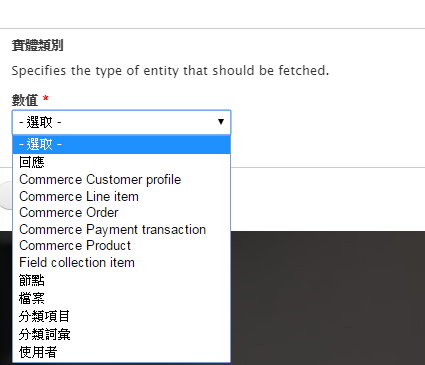 實體類別
Specifies the type of entity that should be fetched.
數值 *
- 選取 -
- 選取 -
回應
Commerce Customer profile
Commerce Line item
Commerce Order
Commerce Payment transaction
Commerce Product
Field collection item
節點
檔案
分類項目
分類詞彙
使用者